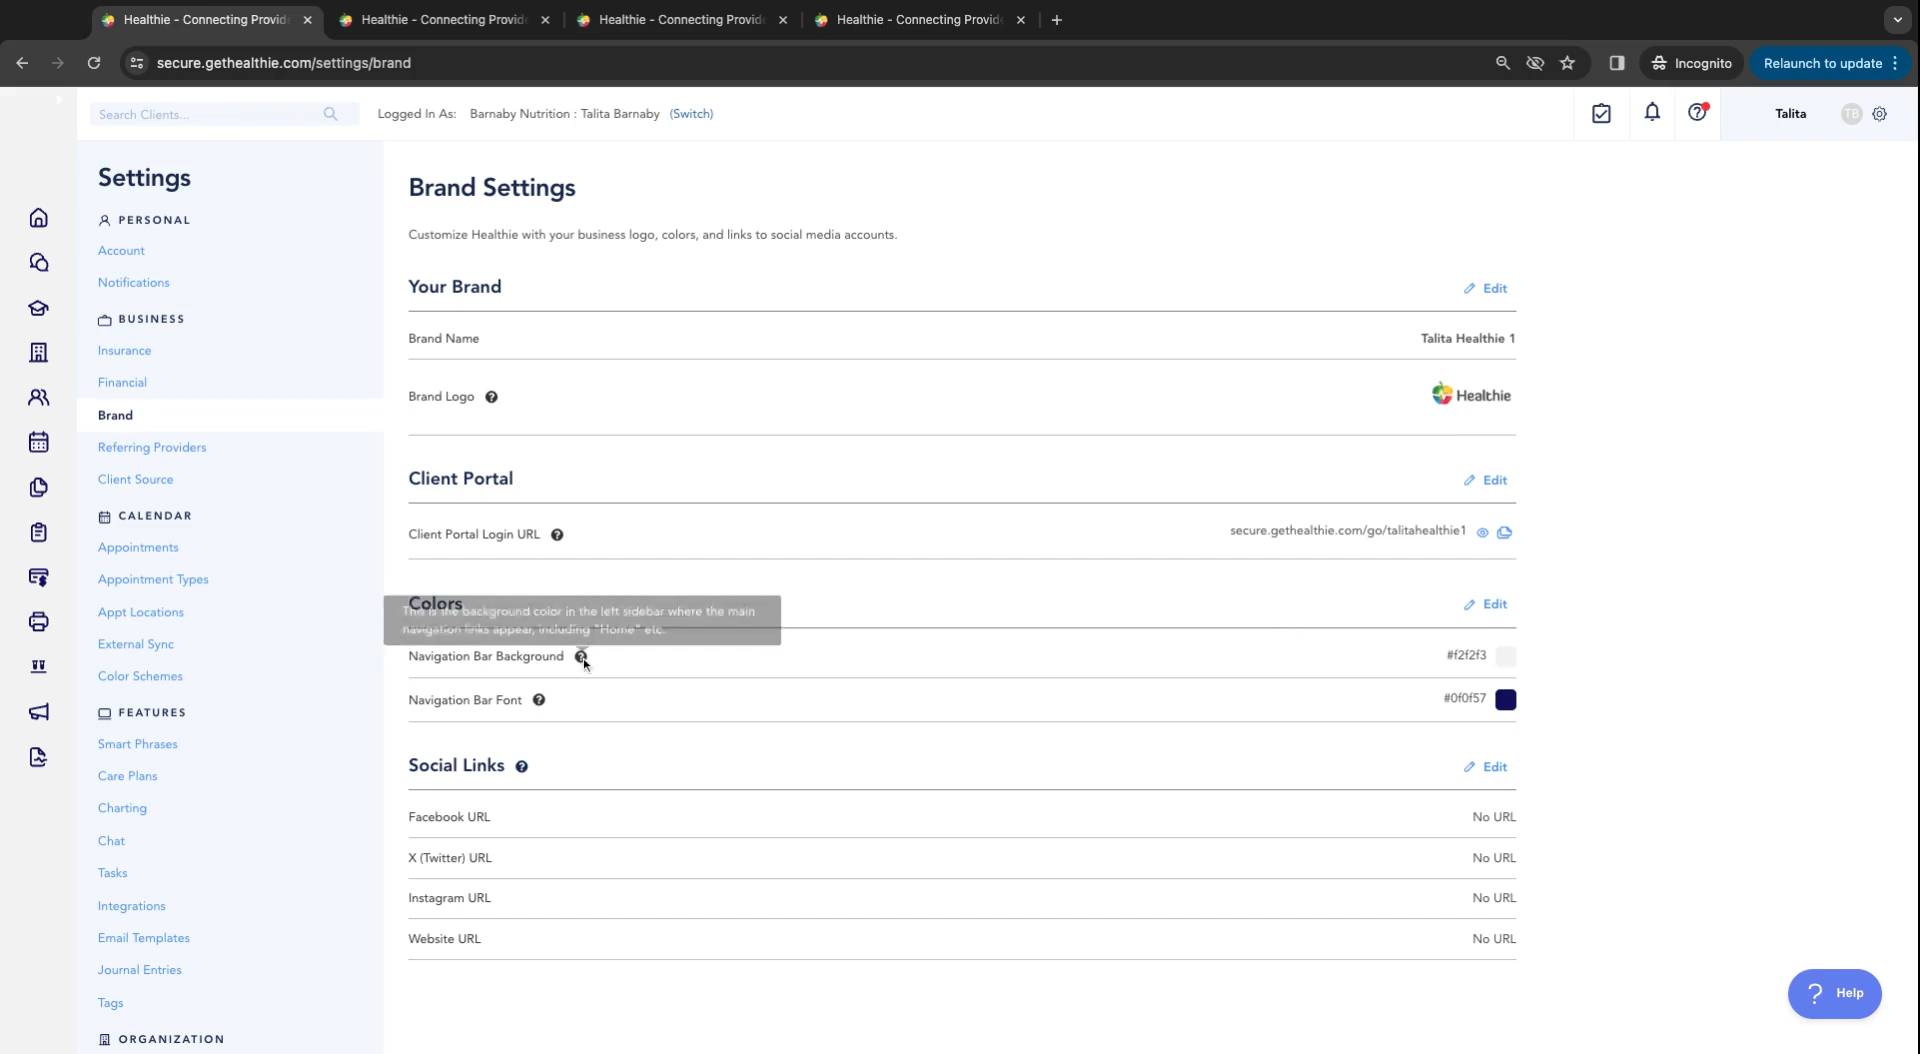 Healthie - Connecting Provid
Healthie - Connecting Provid
Healthie - Connecting Provid
Healthie - Connecting Provid
secure.gethealthie.com/settings/brand
Incognito
Relaunch to update
Search Clients...
Logged In As: Barnaby Nutrition : Talita Barnaby (Switch)
Talita
TB
Settings
PERSONAL
Account
Notifications
BUSINESS
Insurance
Financial
Brand
Referring Providers
Client Source
CALENDAR
Appointments
Appointment Types
Appt Locations
External Sync
Color Schemes
FEATURES
Smart Phrases
Care Plans
Charting
Chat
Tasks
Integrations
Email Templates
Journal Entries
Tags
ORGANIZATION
Brand Settings
Customize Healthie with your business logo, colors, and links to social media accounts.
Your Brand
Edit
Brand Name
Talita Healthie 1
Brand Logo
Healthie
Client Portal
Edit
Client Portal Login URL
secure.gethealthie.com/go/talitahealthie1
Colors
Edit
This is the background color in the left sidebar where the main
navigation links appear, including "Home" etc.
Navigation Bar Background
#f2f2f3
Navigation Bar Font
#0f0f57
Social Links
Edit
Facebook URL
No URL
X (Twitter) URL
No URL
Instagram URL
No URL
Website URL
No URL
? Help